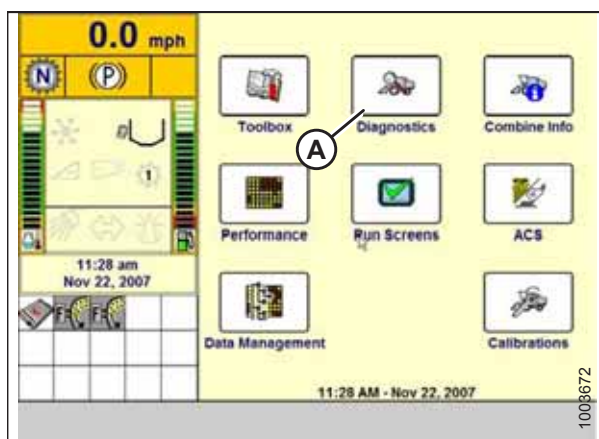 0.0 mph
N
(P)
1
11:28 am
Nov 22, 2007
F
F
Toolbox
Diagnostics
Combine Info
A
Performance
Run Screens
ACS
Data Management
Calibrations
11:28 AM - Nov 22, 2007
1003672